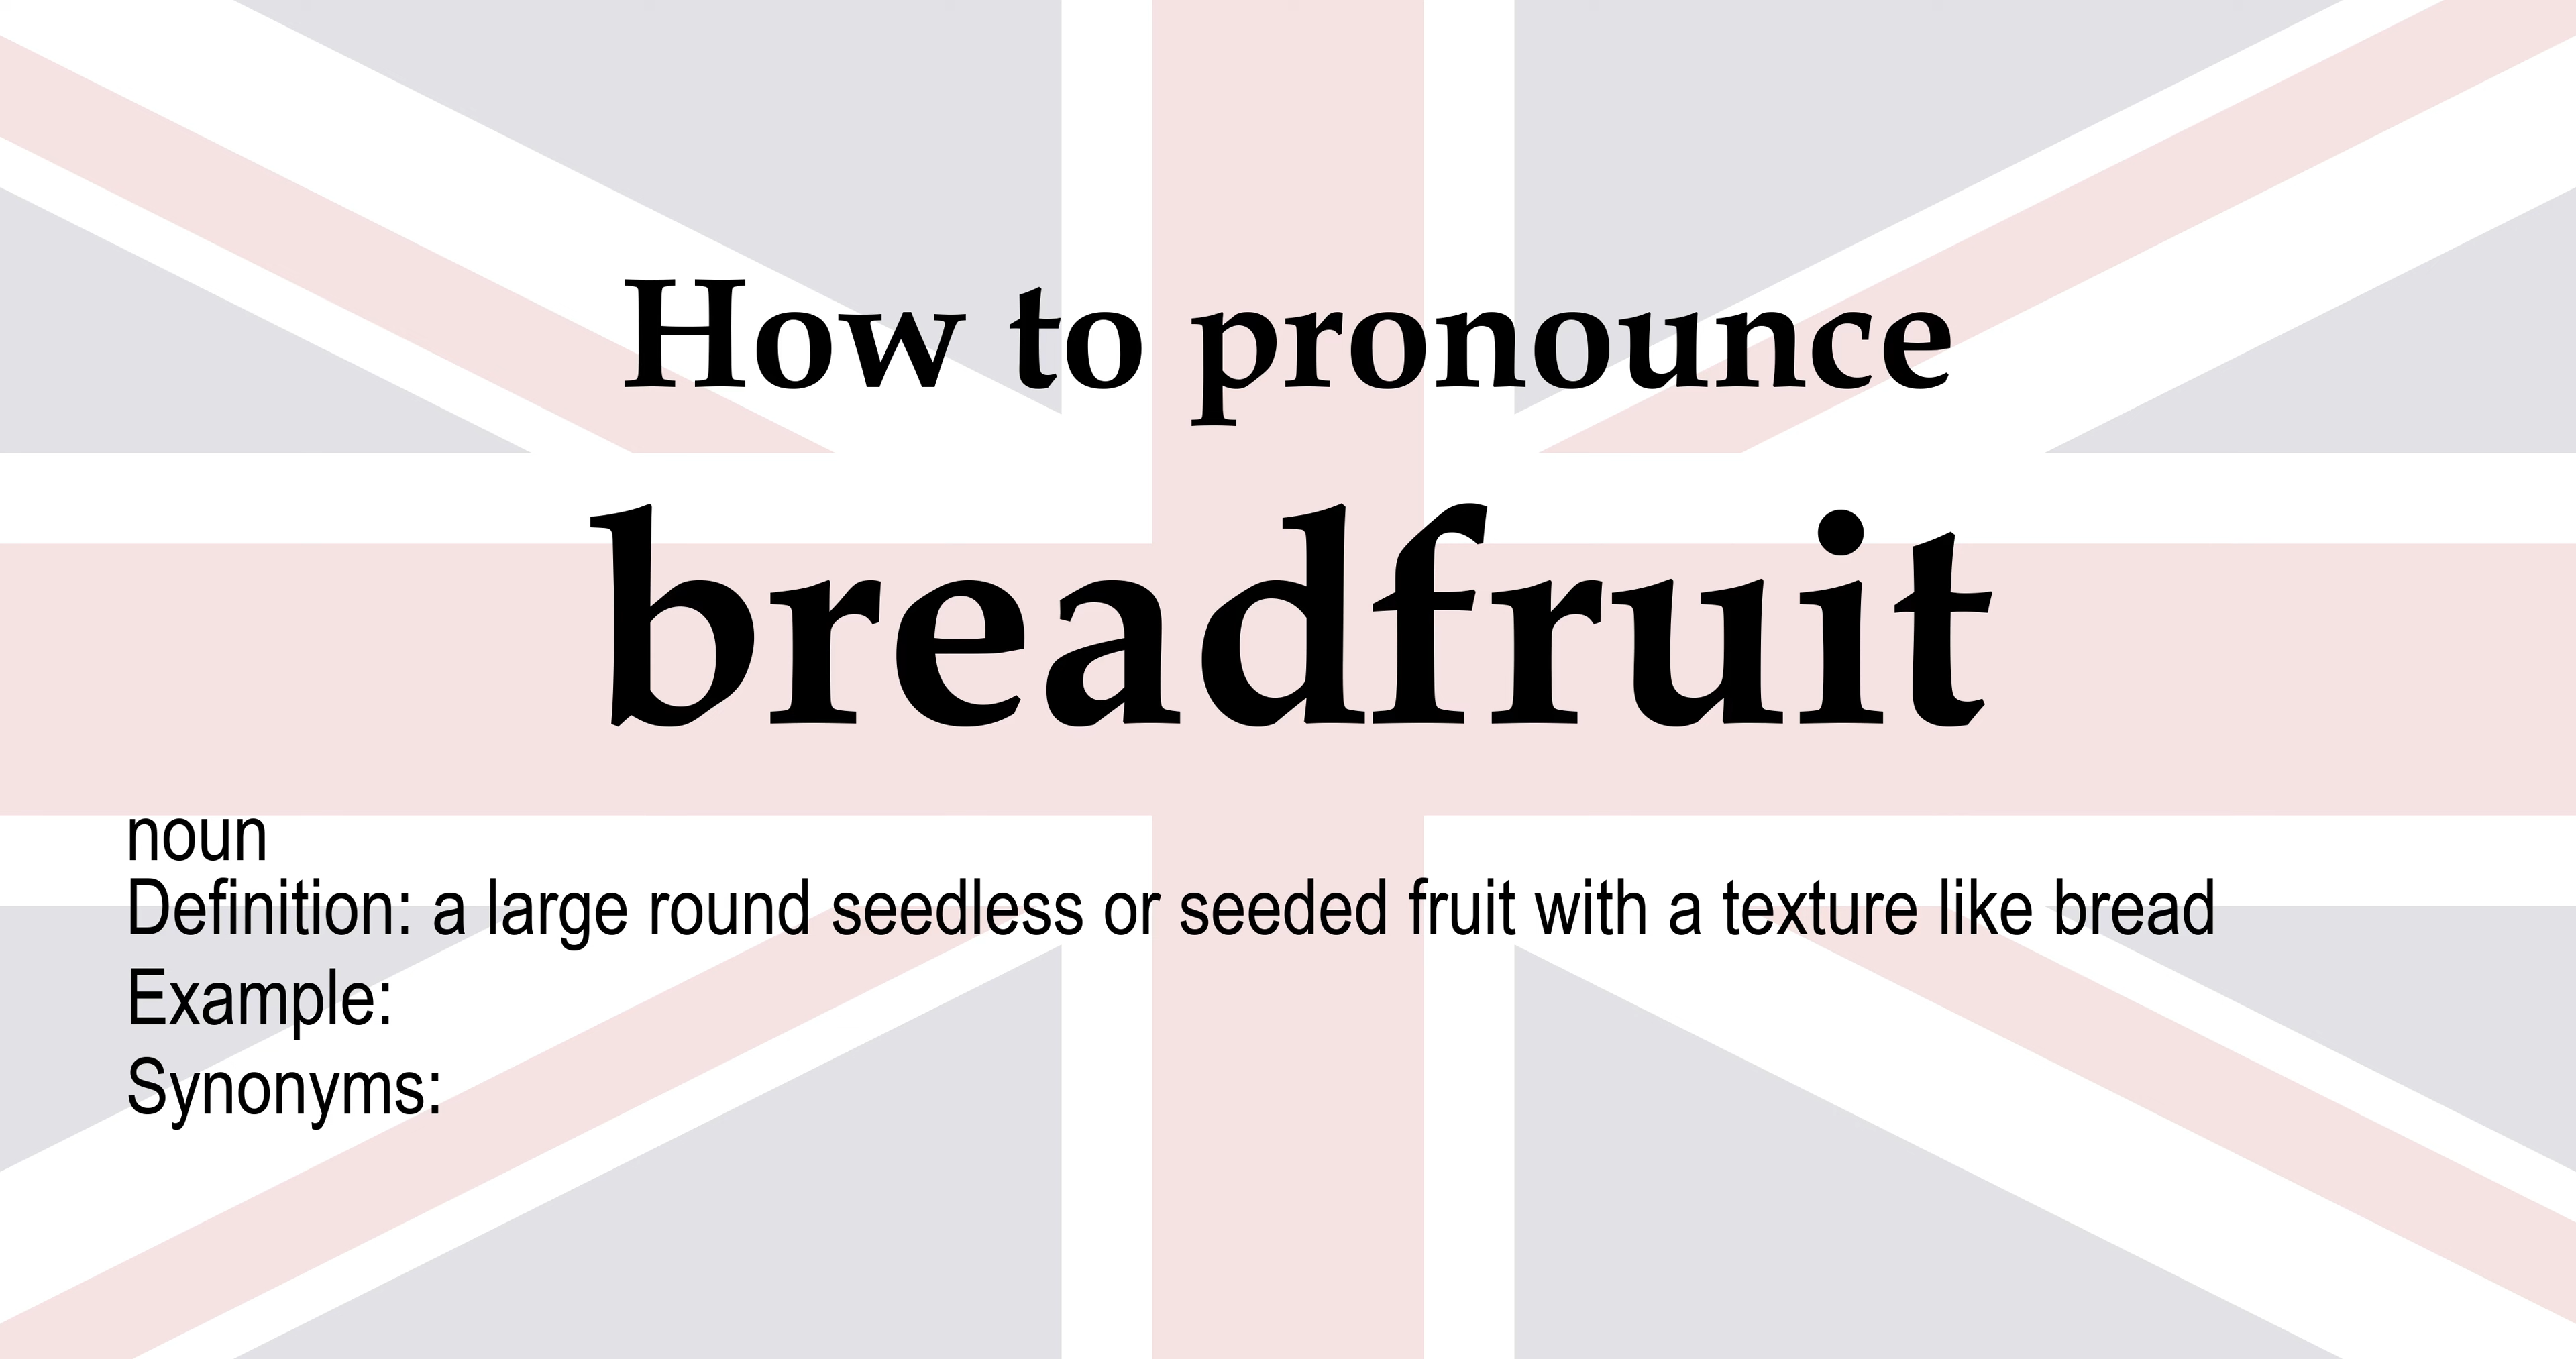 How to pronounce
breadfruit
noun
Definition: a large round seedless or seeded fruit with a texture like bread
Example:
Synonyms: